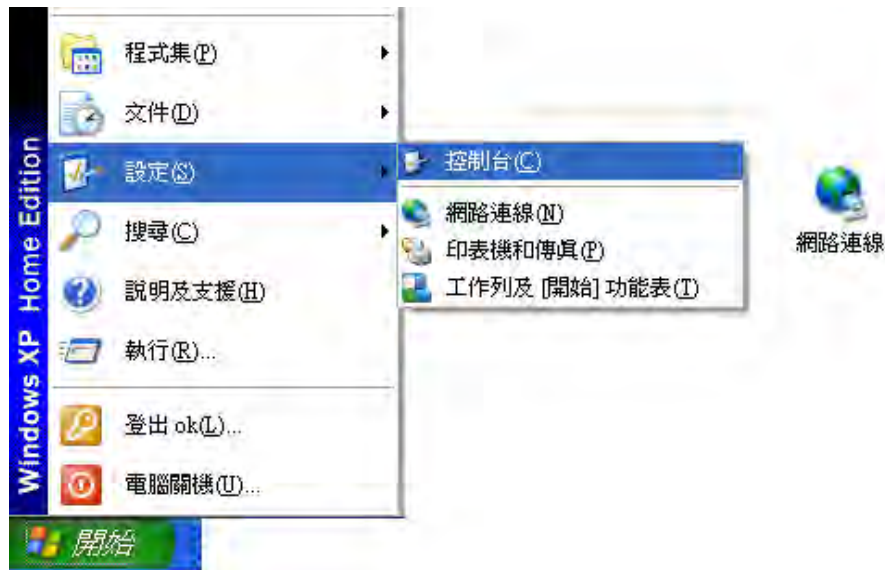 Windows XP Home Edition
程式集(P)
文件(D)
設定(S)
搜尋(C)
說明及支援(H)
執行(R)...
登出 ok(L)...
電腦關機(U)...
開始
控制台(C)
網路連線(N)
印表機和傳真(P)
工作列及 [開始] 功能表(T)
網路連線